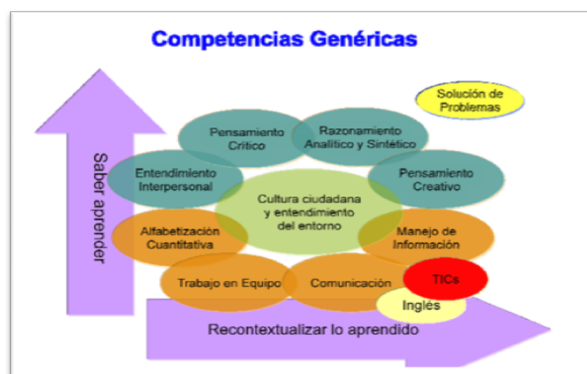 Competencias Genéricas
Solución de
Problemas
Pensamiento
Crítico
Razonamiento
Analítico y Sintético
Entendimiento
Interpersonal
Pensamiento
Creativo
Cultura ciudadana
y entendimiento
del entorno
Saber aprender
Alfabetización
Cuantitativa
Manejo de
Información
Trabajo en Equipo
Comunicación
TICs
Inglés
Recontextualizar lo aprendido